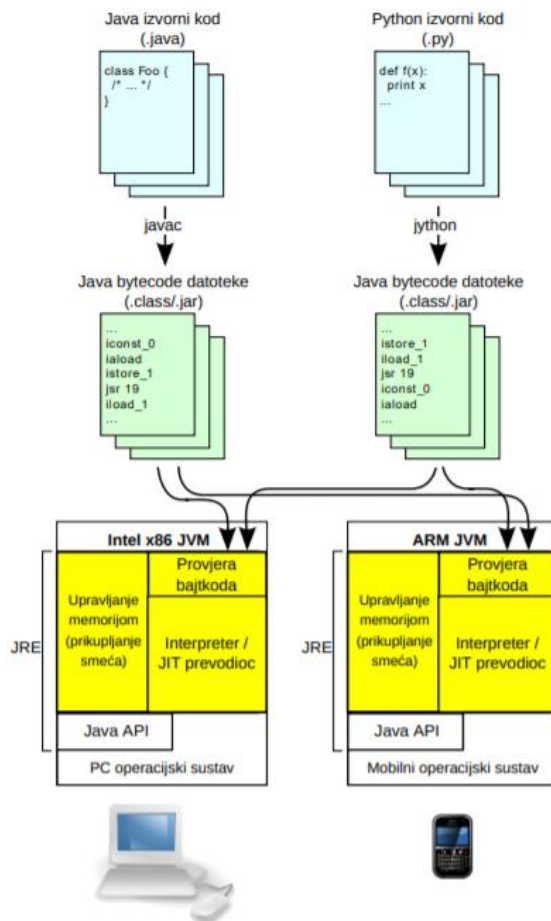 Java izvorni kod
(.java)
class Foo {
/* ... */
}
Python izvorni kod
(.py)
def f(x):
print x
...
javac
jython
Java bytecode datoteke
(.class/.jar)
...
iconst_0
iaload
istore_1
jsr 19
iload_1
...
Java bytecode datoteke
(.class/.jar)
...
istore_1
iload_1
jsr 19
iconst_0
iaload
...
Intel x86 JVM
Provjera
bajtkoda
Upravljanje
memorijom
(prikupljanje
smeća)
Interpreter /
JIT prevodioc
JRE
Java API
PC operacijski sustav
ARM JVM
Provjera
bajtkoda
Upravljanje
memorijom
(prikupljanje
smeća)
Interpreter /
JIT prevodioc
JRE
Java API
Mobilni operacijski sustav